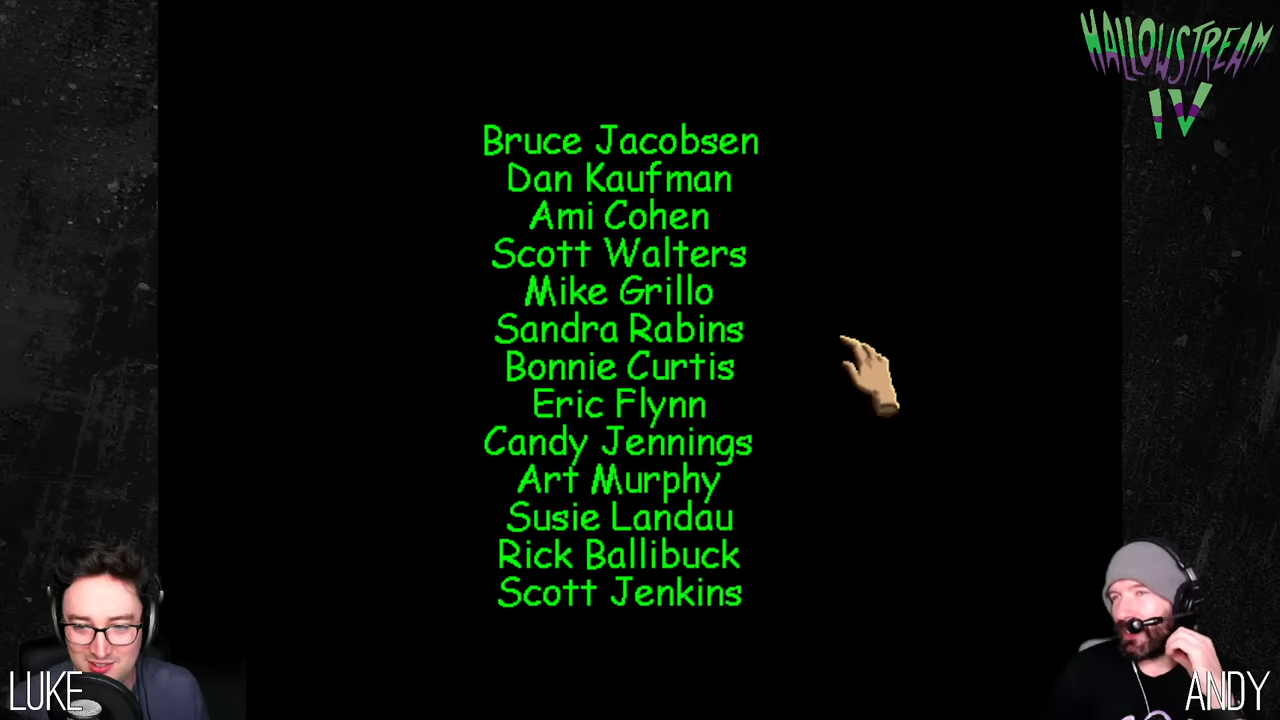 HALLOWSTREAM
IV
Bruce Jacobsen
Dan Kaufman
Ami Cohen
Scott Walters
Mike Grillo
Sandra Rabins
Bonnie Curtis
Eric Flynn
Candy Jennings
Art Murphy
Susie Landau
Rick Ballibuck
Scott Jenkins
LUKE
ANDY